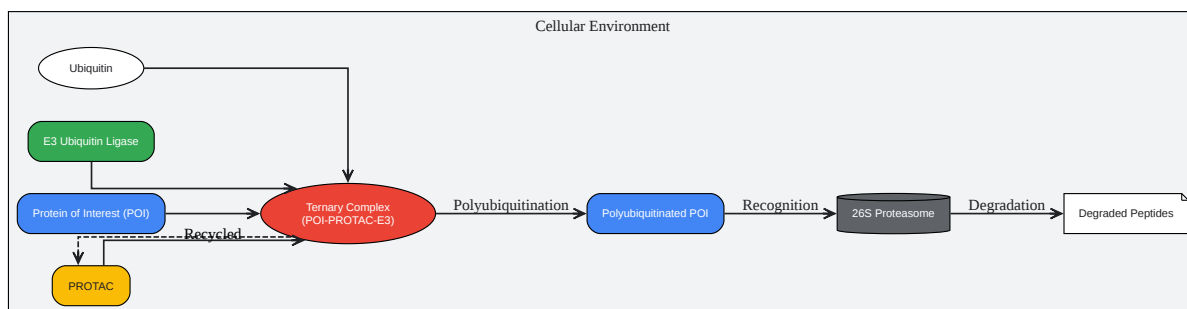 Cellular Environment
Ubiquitin
E3 Ubiquitin Ligase
Protein of Interest (POI)
Recycled
PROTAC
Ternary Complex
(POI-PROTAC-E3)
Polyubiquitination
Polyubiquitinated POI
Recognition
26S Proteasome
Degradation
Degraded Peptides